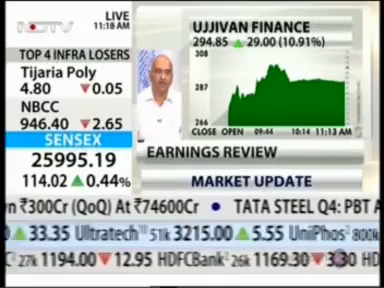 NDTV
LIVE
11:18 AM
TOP 4 INFRA LOSERS
Tijaria Poly
4.80 ▼0.05
NBCC
946.40 ▼2.65
SENSEX
25995.19
114.02 ▲0.44%
UJJIVAN FINANCE
294.85 ▲ 29.00 (10.91%)
308
287
266
CLOSE OPEN 09:44 10:14 11:13 AM
EARNINGS REVIEW
MARKET UPDATE
n ₹300Cr (QoQ) At ₹74600Cr ● TATA STEEL Q4: PBT A
▲ 33.35 Ultratech 51k 3215.00 ▲ 5.55 UniPhos 800k
C 27k 1194.00 ▼ 12.95 HDFCBank 26k 1169.30 ▼ 3.30 HDF